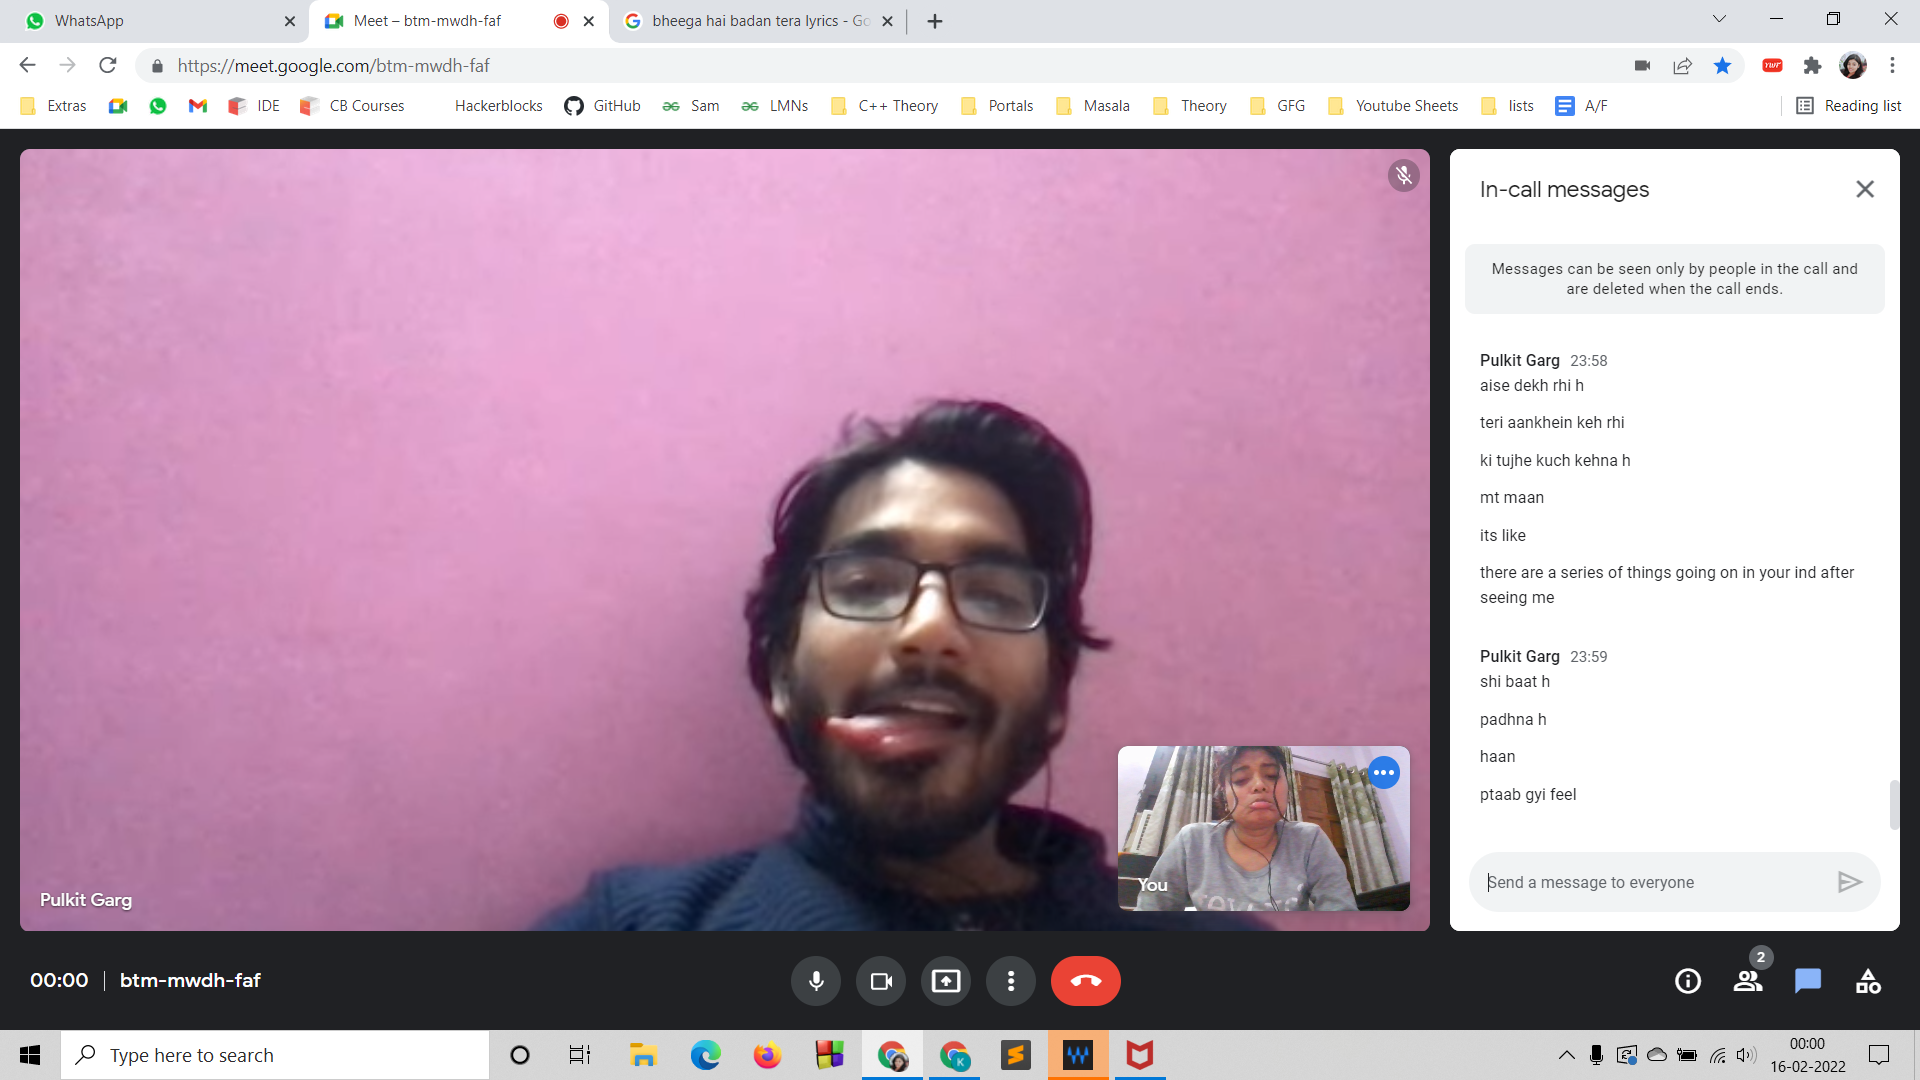 WhatsApp
Meet – btm-mwdh-faf
bheega hai badan tera lyrics - Go
https://meet.google.com/btm-mwdh-faf
Extras
IDE
CB Courses
Hackerblocks
GitHub
Sam
LMNs
C++ Theory
Portals
Masala
Theory
GFG
Youtube Sheets
lists
A/F
Reading list
In-call messages
Messages can be seen only by people in the call and
are deleted when the call ends.
Pulkit Garg 23:58
aise dekh rhi h
teri aankhein keh rhi
ki tujhe kuch kehna h
mt maan
its like
there are a series of things going on in your ind after
seeing me
Pulkit Garg 23:59
shi baat h
padhna h
haan
ptaab gyi feel
Send a message to everyone
You
Pulkit Garg
00:00
btm-mwdh-faf
2
Type here to search
K
00:00
16-02-2022